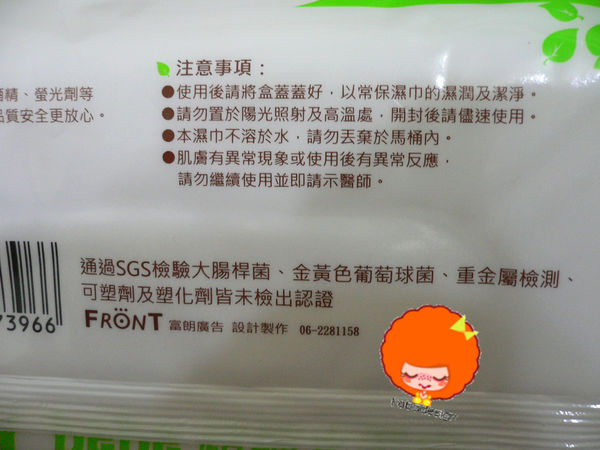 注意事項：
酒精、螢光劑等
●使用後請將盒蓋蓋好，以常保濕巾的濕潤及潔淨。
品質安全更放心。
●請勿置於陽光照射及高溫處，開封後請儘速使用。
●本濕巾不溶於水，請勿丟棄於馬桶內。
●肌膚有異常現象或使用後有異常反應，
請勿繼續使用並即請示醫師。
通過SGS檢驗大腸桿菌、金黃色葡萄球菌、重金屬檢測、
可塑劑及塑化劑皆未檢出認證
73966
FRONT 富朗廣告 設計製作 06-2281158